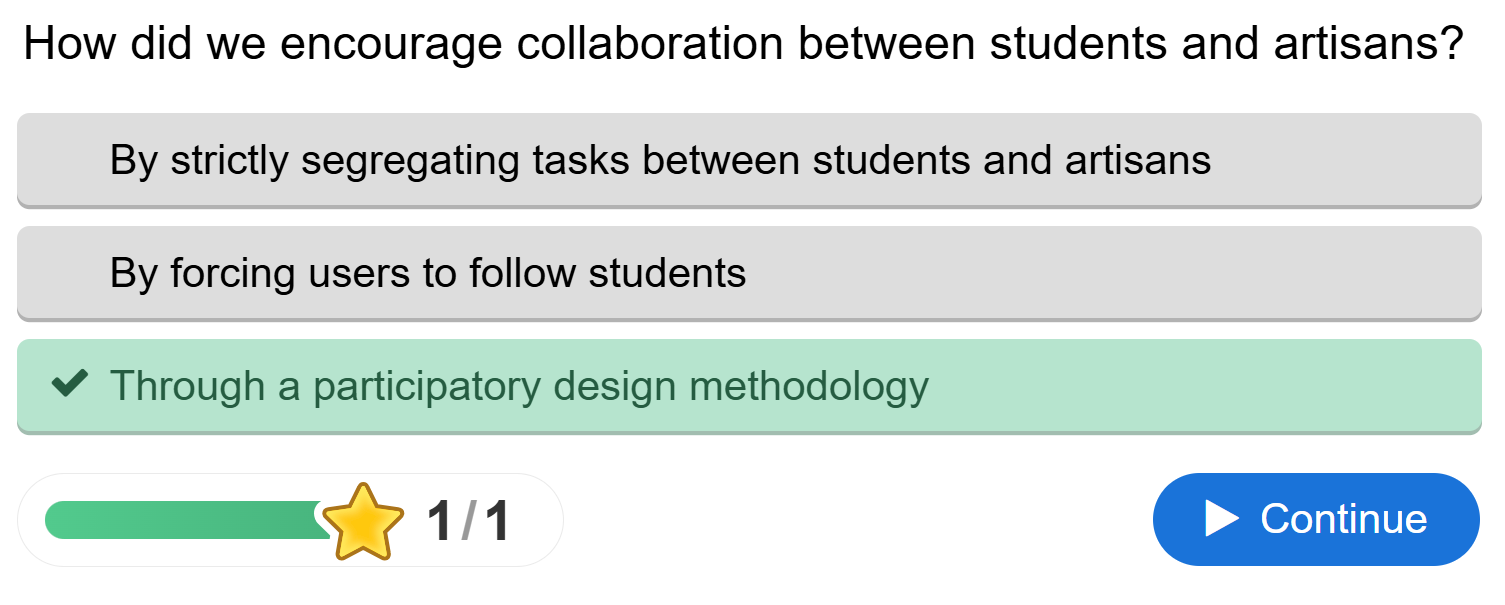 How did we encourage collaboration between students and artisans?
By strictly segregating tasks between students and artisans
By forcing users to follow students
Through a participatory design methodology
1/1
Continue